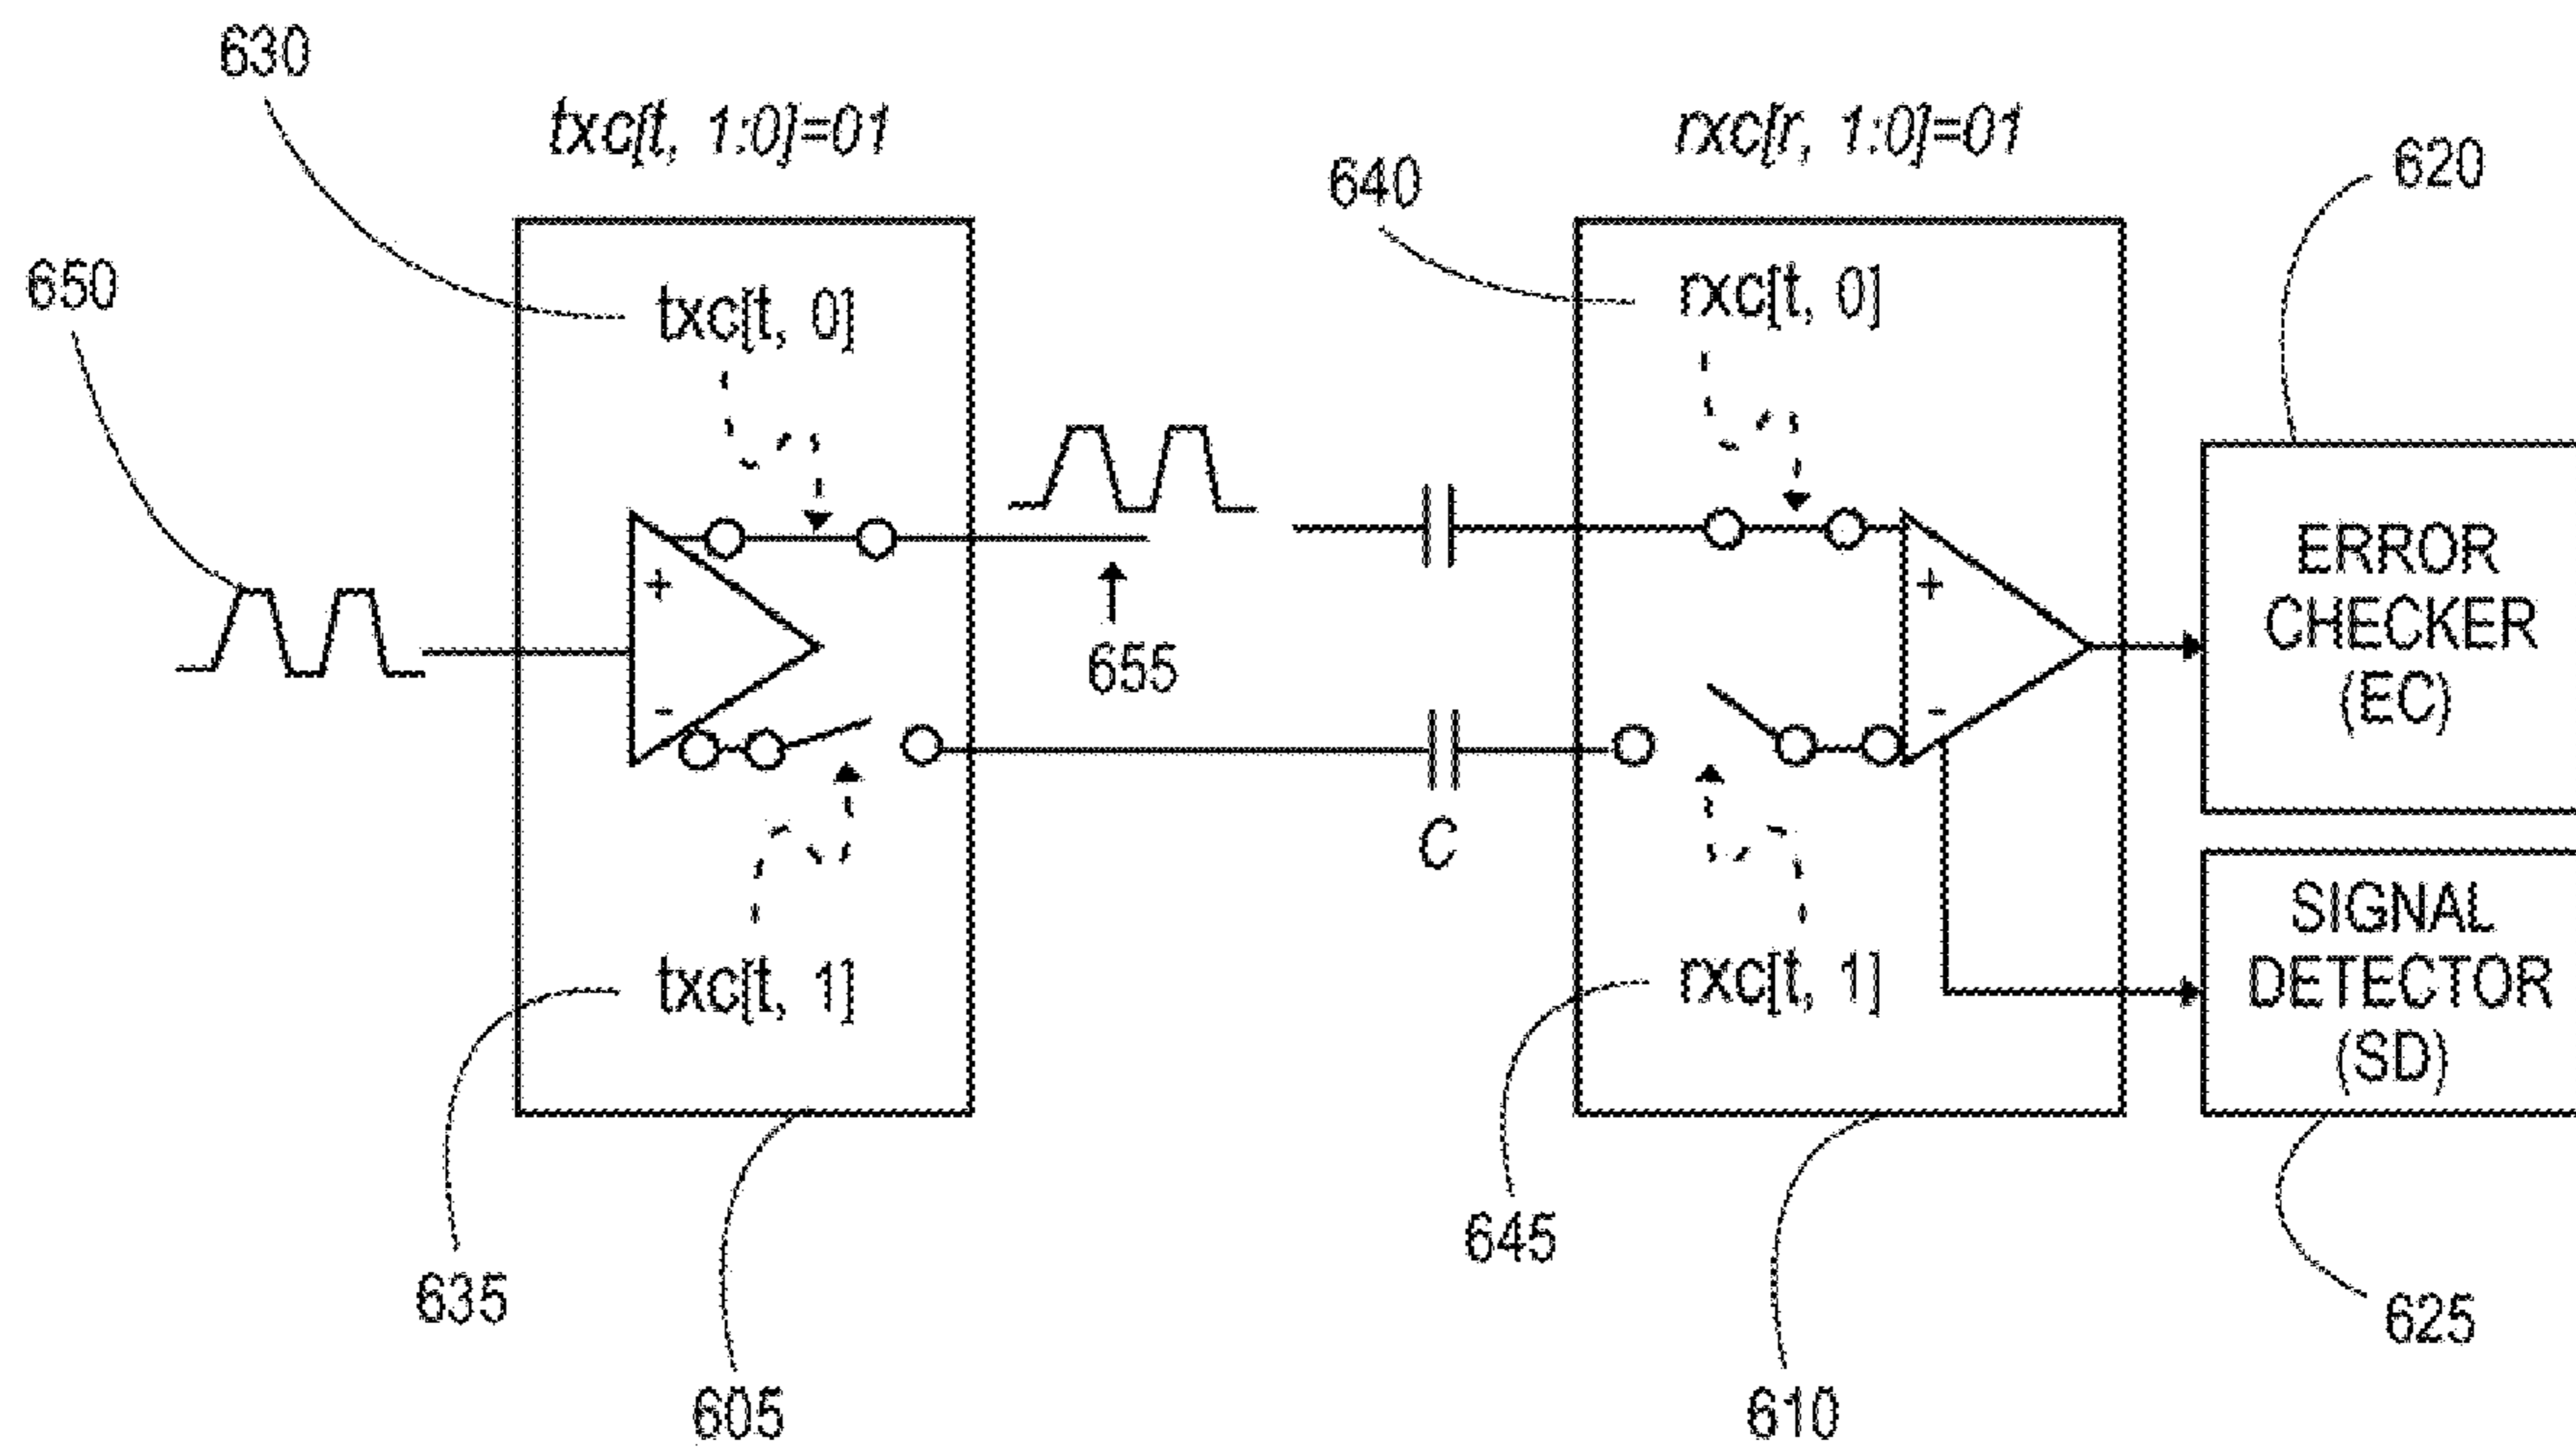 630
txc[t, 1:0]=01
rxc[r, 1:0]=01
640
620
650
txc[t, 0]
rxc[t, 0]
+
-
655
+
-
ERROR
CHECKER
(EC)
C
txc[t, 1]
rxc[t, 1]
SIGNAL
DETECTOR
(SD)
635
645
625
605
610